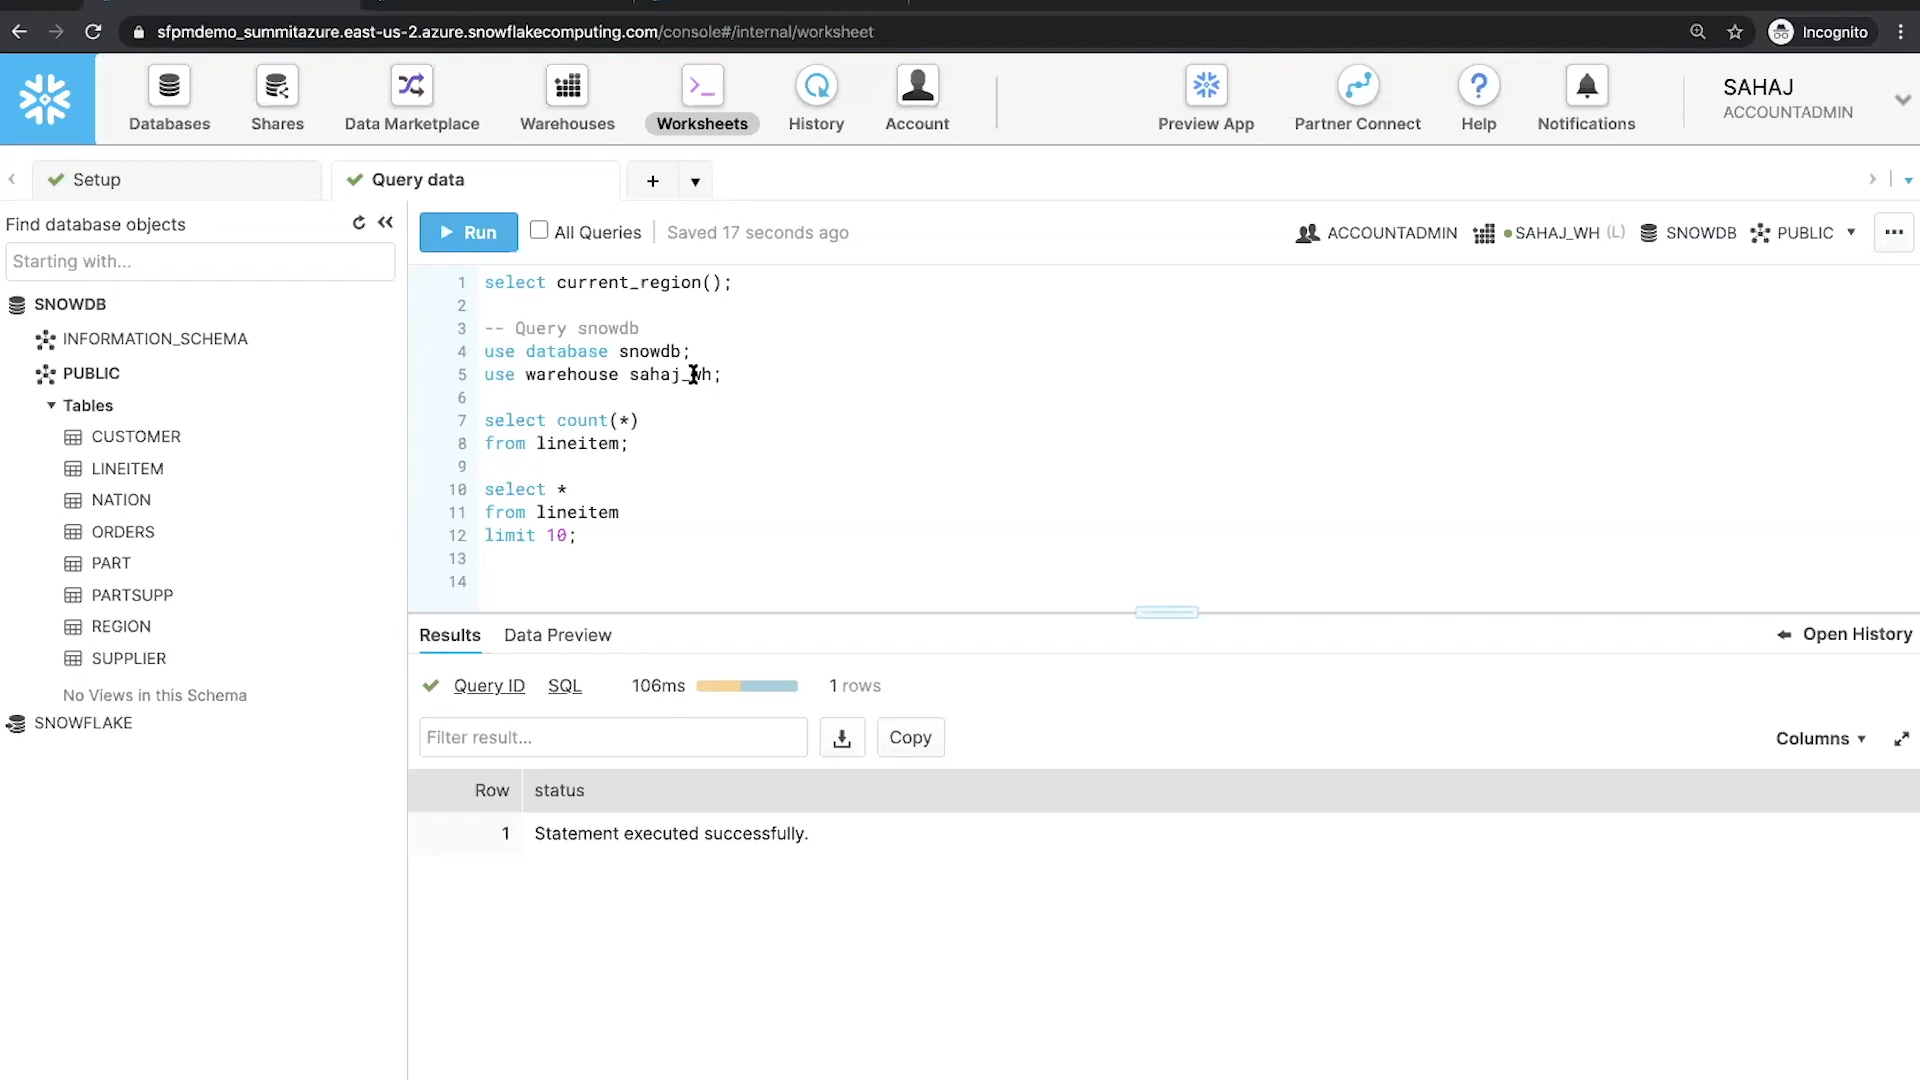 sfpmdemo_summitazure.east-us-2.azure.snowflakecomputing.com/console#/internal/worksheet
Incognito
Databases
Shares
Data Marketplace
Warehouses
Worksheets
History
Account
Preview App
Partner Connect
Help
Notifications
SAHAJ
ACCOUNTADMIN
Setup
Query data
Find database objects
Starting with...
SNOWDB
INFORMATION_SCHEMA
PUBLIC
Tables
CUSTOMER
LINEITEM
NATION
ORDERS
PART
PARTSUPP
REGION
SUPPLIER
No Views in this Schema
SNOWFLAKE
Run
All Queries
Saved 17 seconds ago
ACCOUNTADMIN
SAHAJ_WH (L)
SNOWDB
PUBLIC
1 select current_region();
2
3 -- Query snowdb
4 use database snowdb;
5 use warehouse sahaj_wh;
6
7 select count(*)
8 from lineitem;
9
10 select *
11 from lineitem
12 limit 10;
13
14
Results
Data Preview
Open History
Query ID
SQL
106ms
1 rows
Filter result...
Copy
Columns
Row status
1 Statement executed successfully.